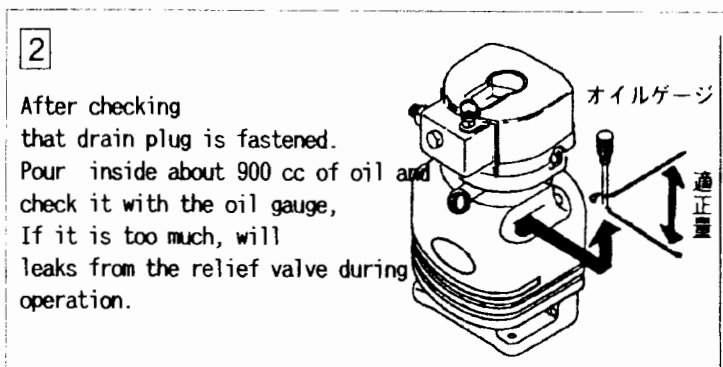 2
After checking
that drain plug is fastened.
Pour inside about 900 cc of oil and
check it with the oil gauge,
If it is too much, will
leaks from the relief valve during
operation.
オイルゲージ
適正量